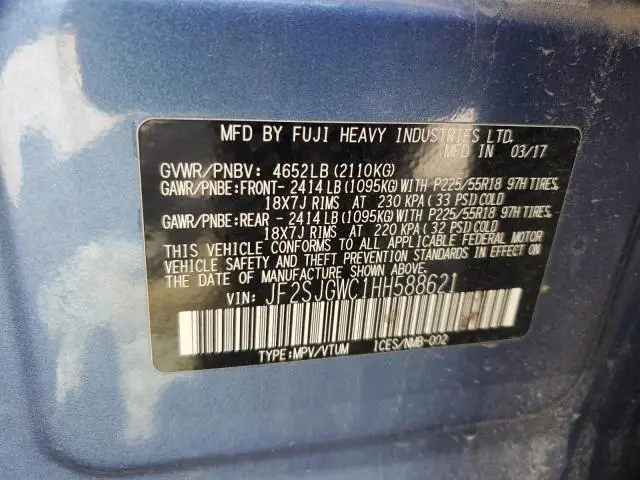 MFD BY FUJI HEAVY INDUSTRIES LTD.
MFD IN 03/17
GVWR/PNBV: 4652LB (2110KG)
GAWR/PNBE:FRONT- 2414LB (1095KG) WITH P225/55R18 97H TIRES,
18X7J RIMS AT 230 KPA (33 PSI) COLD
GAWR/PNBE:REAR - 2414LB (1095KG) WITH P225/55R18 97H TIRES,
18X7J RIMS AT 220 KPA (32 PSI) COLD
THIS VEHICLE CONFORMS TO ALL APPLICABLE FEDERAL MOTOR
VEHICLE SAFETY AND THEFT PREVENTION STANDARDS IN EFFECT ON
THE DATE OF MANUFACTURE SHOWN ABOVE.
VIN: JF2SJGWC1HH588621
TYPE:MPV/VTUM ICES/NMB-002